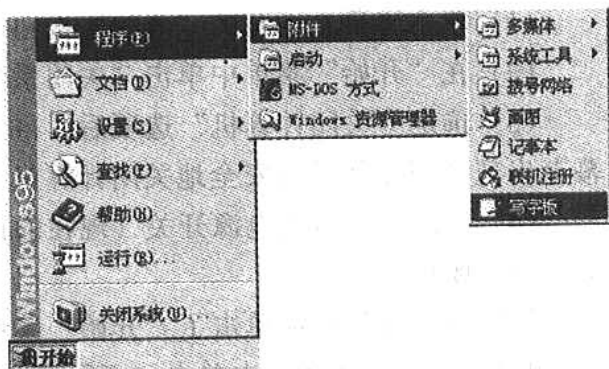 程序(P)
文档(D)
设置(S)
查找(F)
帮助(H)
运行(R)...
关闭系统(U)...
开始
Windows95
附件
启动
MS-DOS 方式
Windows 资源管理器
多媒体
系统工具
拨号网络
画图
记事本
联机注册
写字板